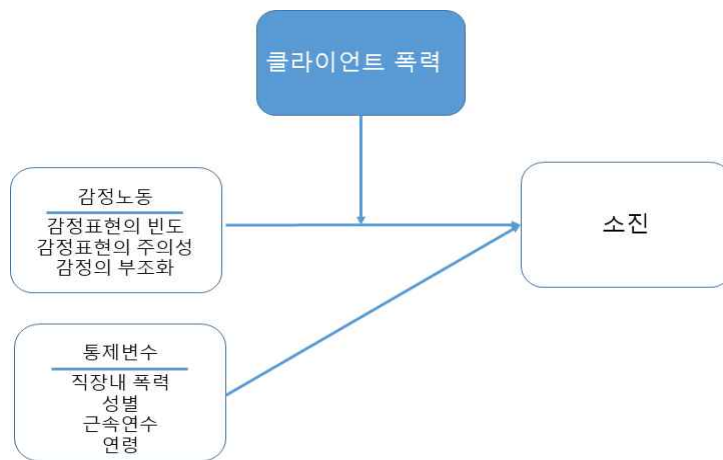 클라이언트 폭력
감정노동
감정표현의 빈도
감정표현의 주의성
감정의 부조화
소진
통제변수
직장내 폭력
성별
근속연수
연령